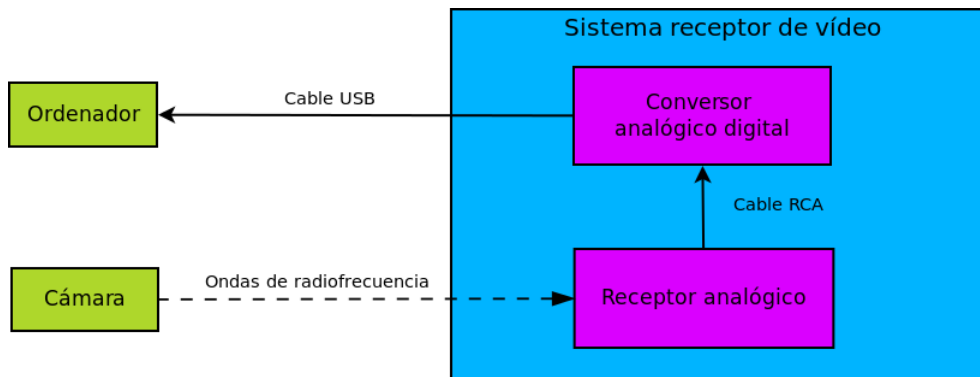 Sistema receptor de vídeo
Ordenador
Cable USB
Conversor
analógico digital
Cable RCA
Cámara
Ondas de radiofrecuencia
Receptor analógico